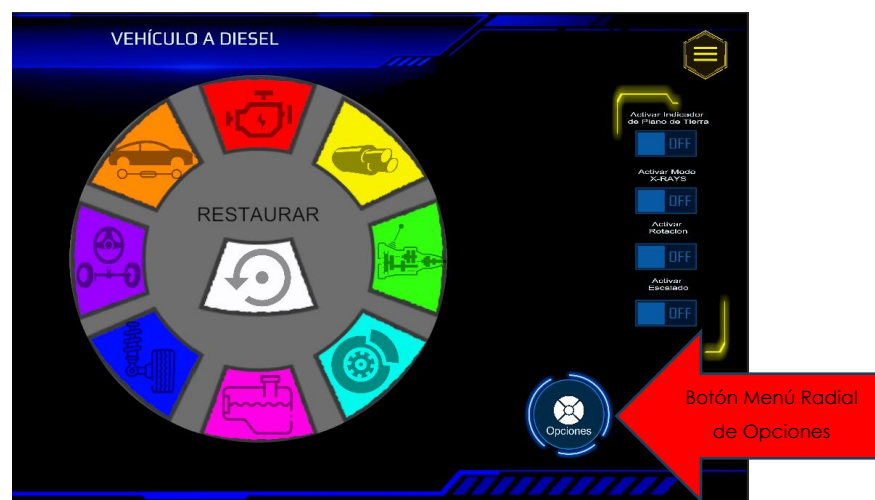 VEHÍCULO A DIESEL
Activar Indicador
de Plano de Tierra
OFF
Activar Modo
X-RAYS
OFF
Activar
Rotacion
OFF
Activar
Escalado
OFF
RESTAURAR
Opciones
Botón Menú Radial
de Opciones